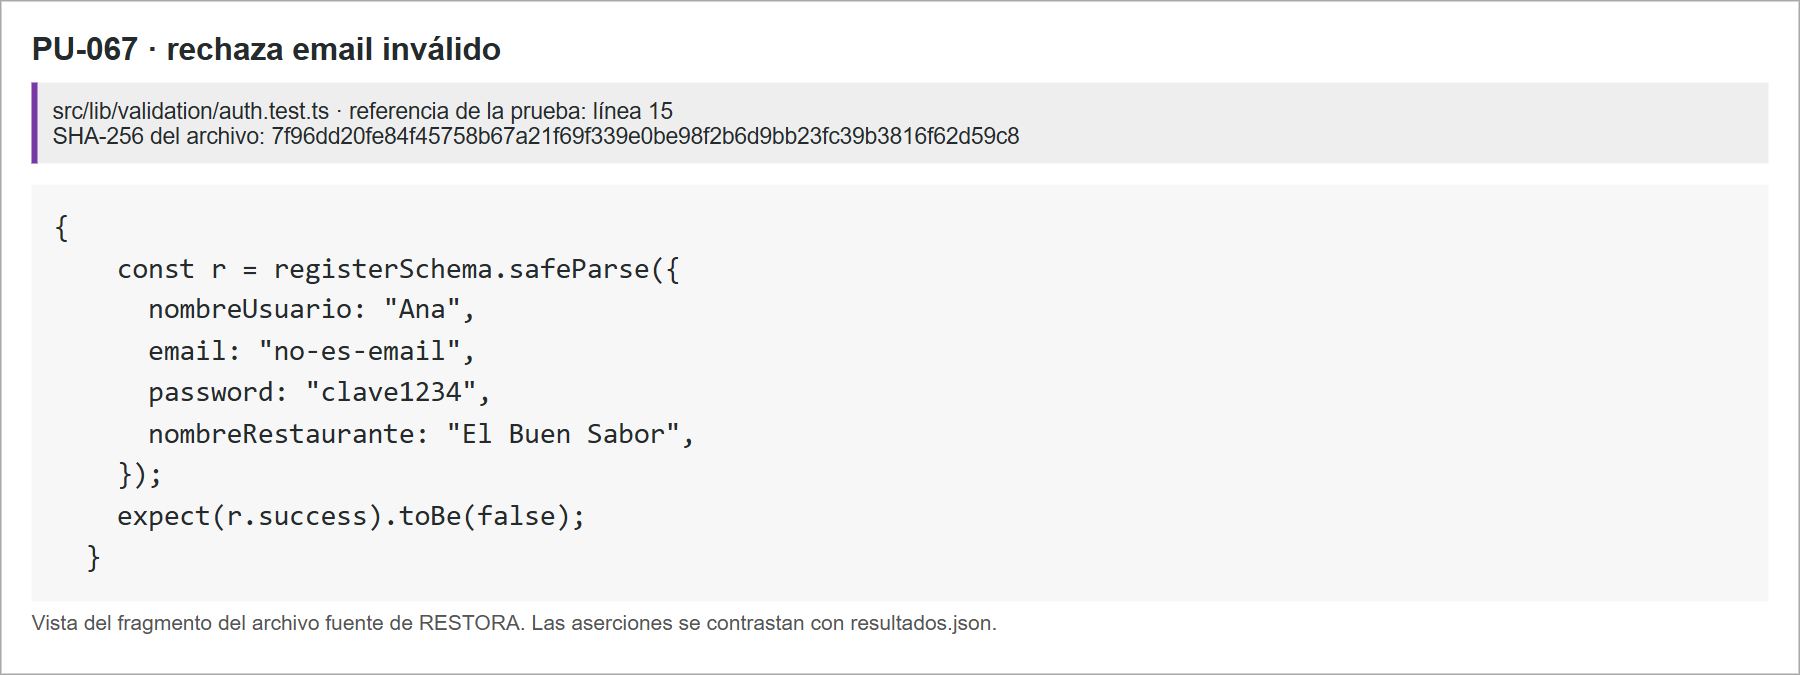 PU-067 · rechaza email inválido
src/lib/validation/auth.test.ts · referencia de la prueba: línea 15
SHA-256 del archivo: 7f96dd20fe84f45758b67a21f69f339e0be98f2b6d9bb23fc39b3816f62d59c8
{
    const r = registerSchema.safeParse({
      nombreUsuario: "Ana",
      email: "no-es-email",
      password: "clave1234",
      nombreRestaurante: "El Buen Sabor",
    });
    expect(r.success).toBe(false);
  }
Vista del fragmento del archivo fuente de RESTORA. Las aserciones se contrastan con resultados.json.